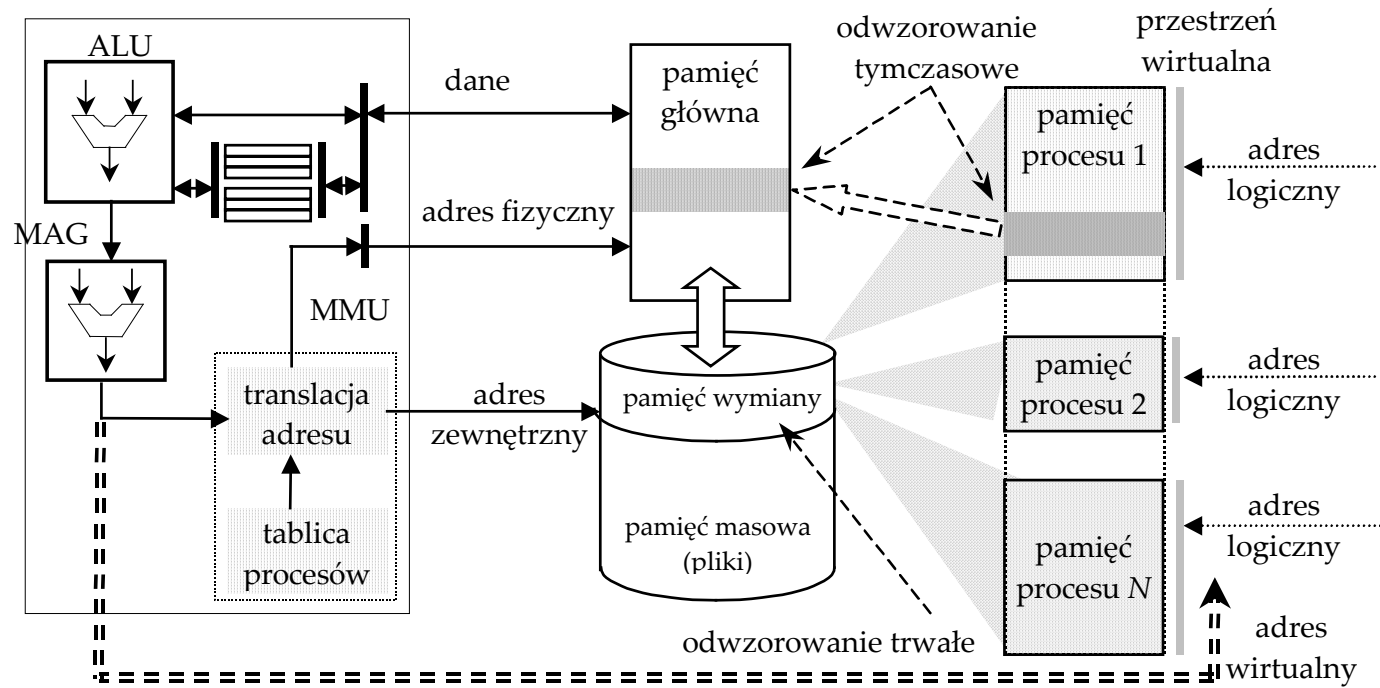 ALU
MAG
MMU
translacja
adresu
tablica
procesów
dane
adres fizyczny
adres
zewnętrzny
pamięć
główna
pamięć wymiany
pamięć masowa
(pliki)
odwzorowanie
tymczasowe
odwzorowanie trwałe
przestrzeń
wirtualna
pamięć
procesu 1
adres
logiczny
pamięć
procesu 2
adres
logiczny
pamięć
procesu N
adres
logiczny
adres
wirtualny